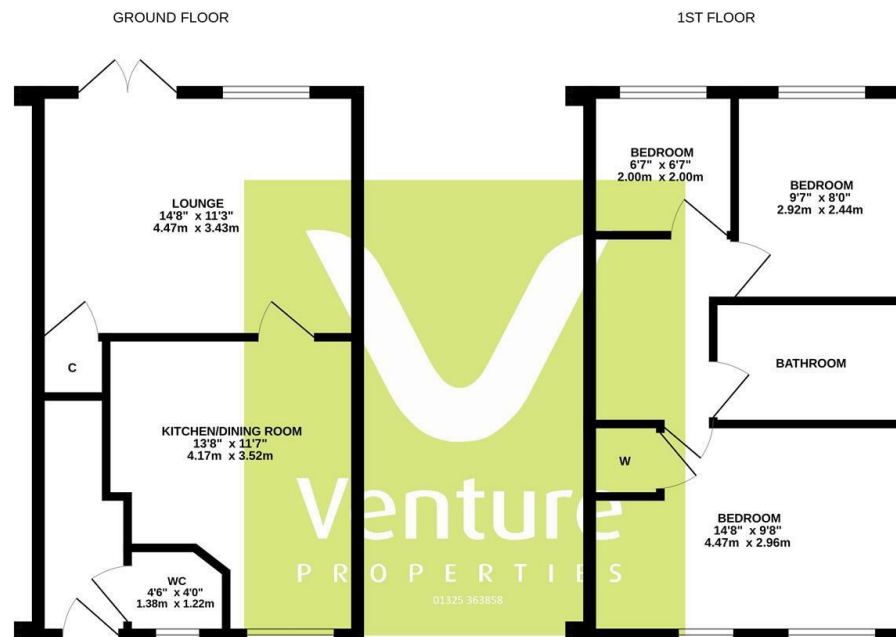 GROUND FLOOR
1ST FLOOR
LOUNGE
14'8" x 11'3"
4.47m x 3.43m
C
KITCHEN/DINING ROOM
13'8" x 11'7"
4.17m x 3.52m
WC
4'6" x 4'0"
1.38m x 1.22m
BEDROOM
6'7" x 6'7"
2.00m x 2.00m
BEDROOM
9'7" x 8'0"
2.92m x 2.44m
BATHROOM
W
BEDROOM
14'8" x 9'8"
4.47m x 2.96m
Venture
PROPERTIES
01325 363858